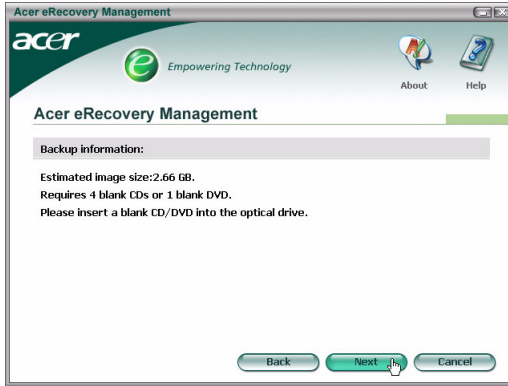 Acer eRecovery Management
acer
e Empowering Technology
About
Help
Acer eRecovery Management
Backup information:
Estimated image size:2.66 GB.
Requires 4 blank CDs or 1 blank DVD.
Please insert a blank CD/DVD into the optical drive.
Back
Next
Cancel